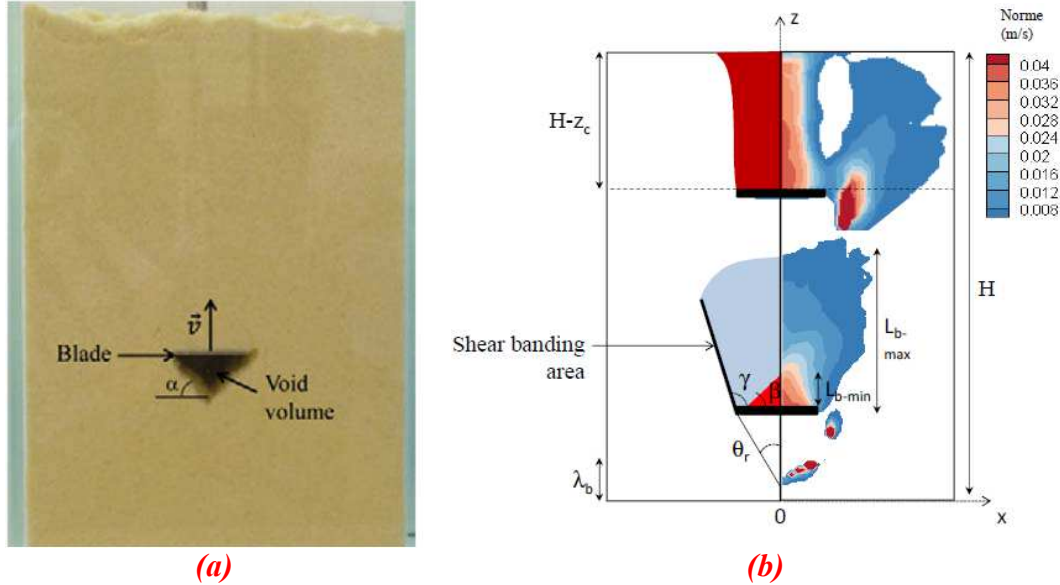 v⃗
Blade
α
Void
volume
(a)
z
H-z_c
Norme
(m/s)
0.04
0.036
0.032
0.028
0.024
0.02
0.016
0.012
0.008
H
Shear banding
area
L_b-max
γ
β
L_b-min
θ_r
λ_b
0
x
(b)